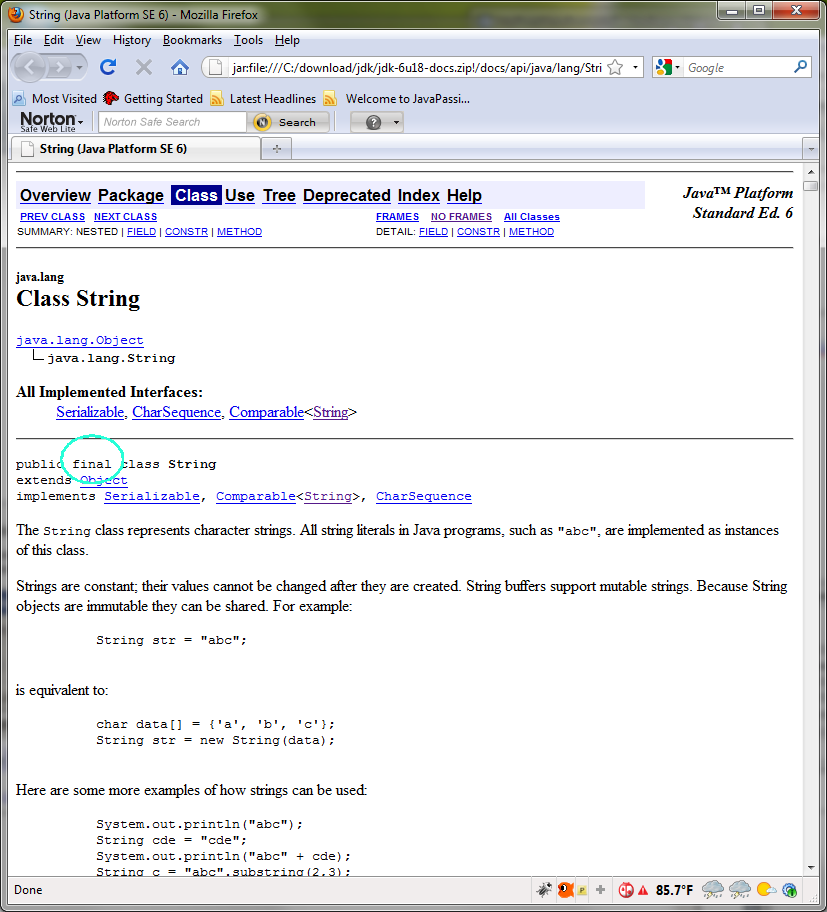 String (Java Platform SE 6) - Mozilla Firefox
File Edit View History Bookmarks Tools Help
jar:file:///C:/download/jdk/jdk-6u18-docs.zip!/docs/api/java/lang/Stri Google
Most Visited Getting Started Latest Headlines Welcome to JavaPassi...
Norton Safe Web Lite Norton Safe Search Search
String (Java Platform SE 6)
Overview Package Class Use Tree Deprecated Index Help
Java™ Platform
Standard Ed. 6
PREV CLASS NEXT CLASS FRAMES NO FRAMES All Classes
SUMMARY: NESTED | FIELD | CONSTR | METHOD DETAIL: FIELD | CONSTR | METHOD
java.lang
Class String
java.lang.Object
java.lang.String
All Implemented Interfaces:
Serializable, CharSequence, Comparable<String>
public final class String
extends Object
implements Serializable, Comparable<String>, CharSequence
The String class represents character strings. All string literals in Java programs, such as "abc", are implemented as instances
of this class.
Strings are constant; their values cannot be changed after they are created. String buffers support mutable strings. Because String
objects are immutable they can be shared. For example:
String str = "abc";
is equivalent to:
char data[] = {'a', 'b', 'c'};
String str = new String(data);
Here are some more examples of how strings can be used:
System.out.println("abc");
String cde = "cde";
System.out.println("abc" + cde);
String c = "abc".substring(2,3);
Done P 85.7°F